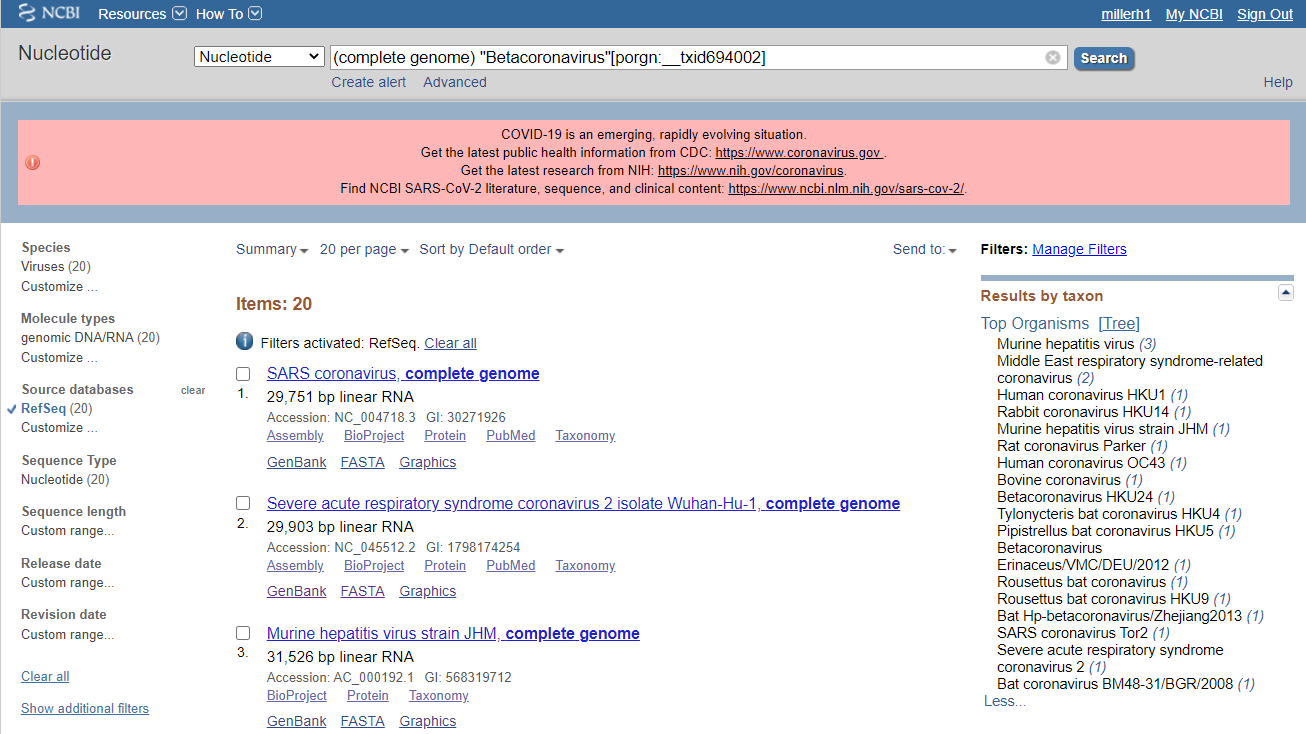 NCBI Resources How To millerh1 My NCBI Sign Out
Nucleotide Nucleotide (complete genome) "Betacoronavirus"[porgn:__txid694002] Search
Create alert Advanced Help
COVID-19 is an emerging, rapidly evolving situation.
Get the latest public health information from CDC: https://www.coronavirus.gov .
Get the latest research from NIH: https://www.nih.gov/coronavirus.
Find NCBI SARS-CoV-2 literature, sequence, and clinical content: https://www.ncbi.nlm.nih.gov/sars-cov-2/.
Species
Viruses (20)
Customize ...
Molecule types
genomic DNA/RNA (20)
Customize ...
Source databases clear
RefSeq (20)
Customize ...
Sequence Type
Nucleotide (20)
Sequence length
Custom range...
Release date
Custom range...
Revision date
Custom range...
Clear all
Show additional filters
Summary 20 per page Sort by Default order Send to:
Items: 20
Filters activated: RefSeq. Clear all
SARS coronavirus, complete genome
1. 29,751 bp linear RNA
Accession: NC_004718.3 GI: 30271926
Assembly BioProject Protein PubMed Taxonomy
GenBank FASTA Graphics
Severe acute respiratory syndrome coronavirus 2 isolate Wuhan-Hu-1, complete genome
2. 29,903 bp linear RNA
Accession: NC_045512.2 GI: 1798174254
Assembly BioProject Protein PubMed Taxonomy
GenBank FASTA Graphics
Murine hepatitis virus strain JHM, complete genome
3. 31,526 bp linear RNA
Accession: AC_000192.1 GI: 568319712
BioProject Protein Taxonomy
GenBank FASTA Graphics
Filters: Manage Filters
Results by taxon
Top Organisms [Tree]
Murine hepatitis virus (3)
Middle East respiratory syndrome-related
coronavirus (2)
Human coronavirus HKU1 (1)
Rabbit coronavirus HKU14 (1)
Murine hepatitis virus strain JHM (1)
Rat coronavirus Parker (1)
Human coronavirus OC43 (1)
Bovine coronavirus (1)
Betacoronavirus HKU24 (1)
Tylonycteris bat coronavirus HKU4 (1)
Pipistrellus bat coronavirus HKU5 (1)
Betacoronavirus
Erinaceus/VMC/DEU/2012 (1)
Rousettus bat coronavirus (1)
Rousettus bat coronavirus HKU9 (1)
Bat Hp-betacoronavirus/Zhejiang2013 (1)
SARS coronavirus Tor2 (1)
Severe acute respiratory syndrome
coronavirus 2 (1)
Bat coronavirus BM48-31/BGR/2008 (1)
Less...